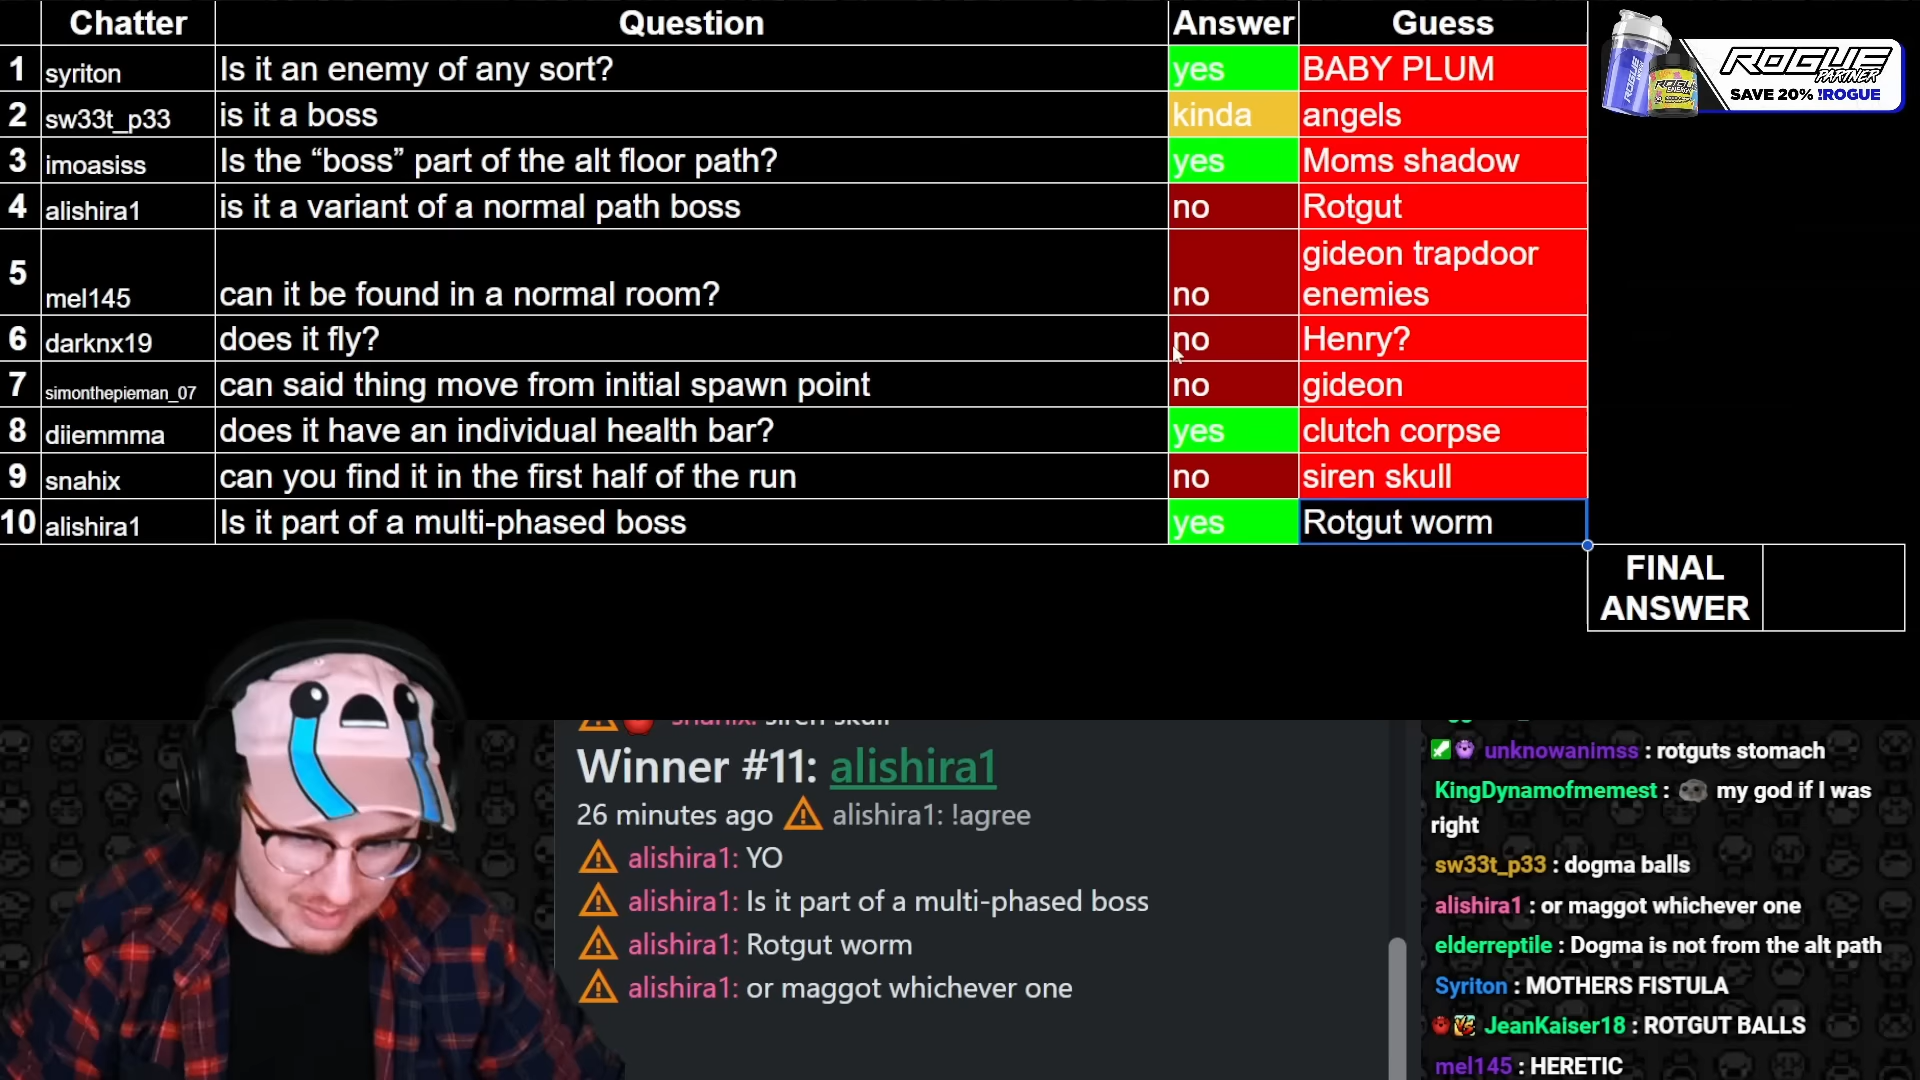 Chatter Question Answer Guess
1 syriton Is it an enemy of any sort? yes BABY PLUM
2 sw33t_p33 is it a boss kinda angels
3 imoasiss Is the “boss” part of the alt floor path? yes Moms shadow
4 alishira1 is it a variant of a normal path boss no Rotgut
5 mel145 can it be found in a normal room? no gideon trapdoor
enemies
6 darknx19 does it fly? no Henry?
7 simonthepieman_07 can said thing move from initial spawn point no gideon
8 diiemmma does it have an individual health bar? yes clutch corpse
9 snahix can you find it in the first half of the run no siren skull
10 alishira1 Is it part of a multi-phased boss yes Rotgut worm
FINAL
ANSWER
ROGUE
PARTNER
SAVE 20% !ROGUE
ROGUE
ROGUE
ENERGY
snahix: siren skull
Winner #11: alishira1
26 minutes ago alishira1: !agree
alishira1: YO
alishira1: Is it part of a multi-phased boss
alishira1: Rotgut worm
alishira1: or maggot whichever one
unknowanimss : rotguts stomach
KingDynamofmemest : my god if I was
right
sw33t_p33 : dogma balls
alishira1 : or maggot whichever one
elderreptile : Dogma is not from the alt path
Syriton : MOTHERS FISTULA
JeanKaiser18 : ROTGUT BALLS
mel145 : HERETIC